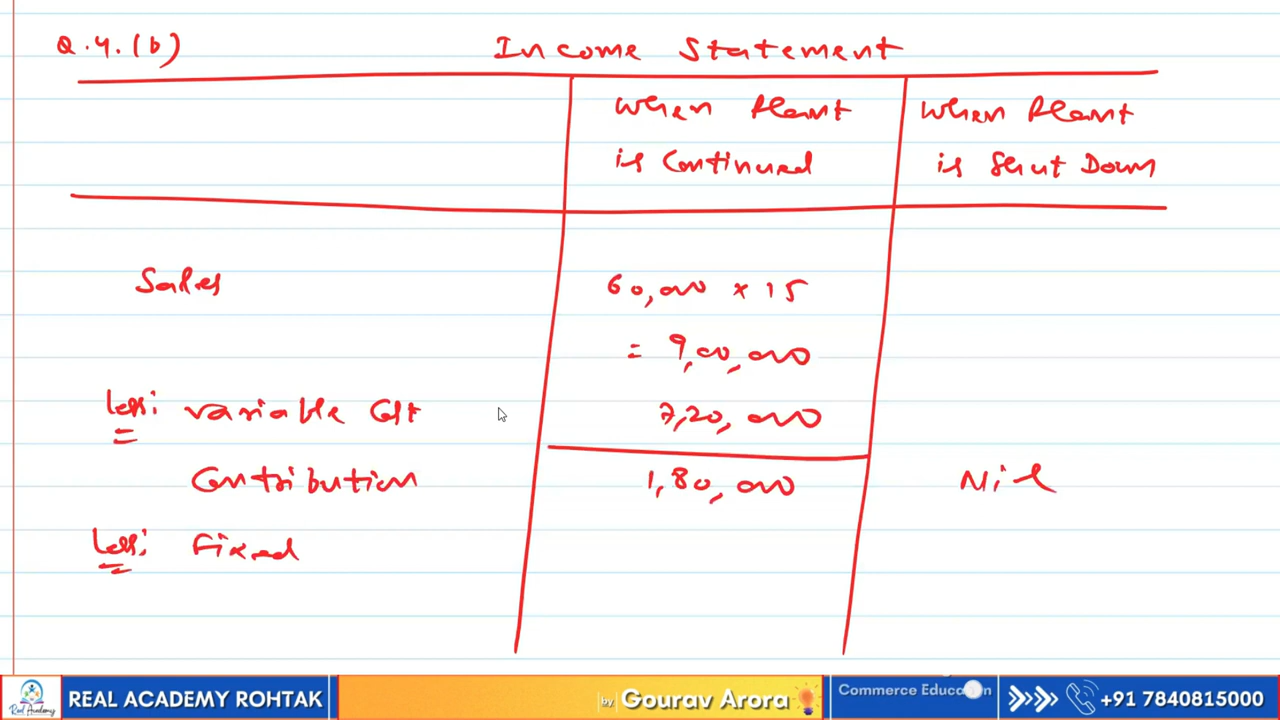 Q.4.(b) Income Statement
When Plant is Continued
When Plant is Shut Down
Sales 60,000 × 15
= 9,00,000
Less: Variable Cost 7,20,000
Contribution 1,80,000 Nil
Less: Fixed
Real Academy
REAL ACADEMY ROHTAK
by Gourav Arora
Commerce Education
+91 7840815000